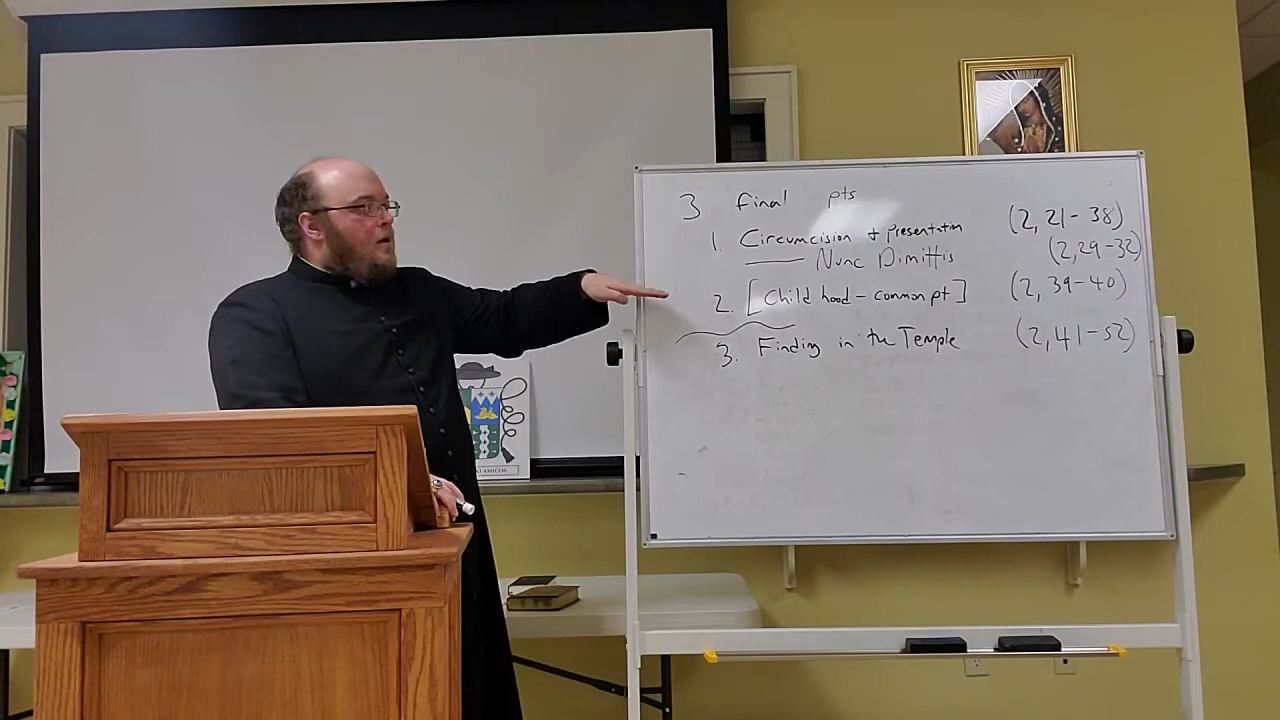 3 final pts
1. Circumcision + presentation (2, 21-38)
Nunc Dimittis (2,29-32)
2. [Child hood - common pt] (2, 39-40)
3. Finding in the Temple (2, 41-52)
AMICOS